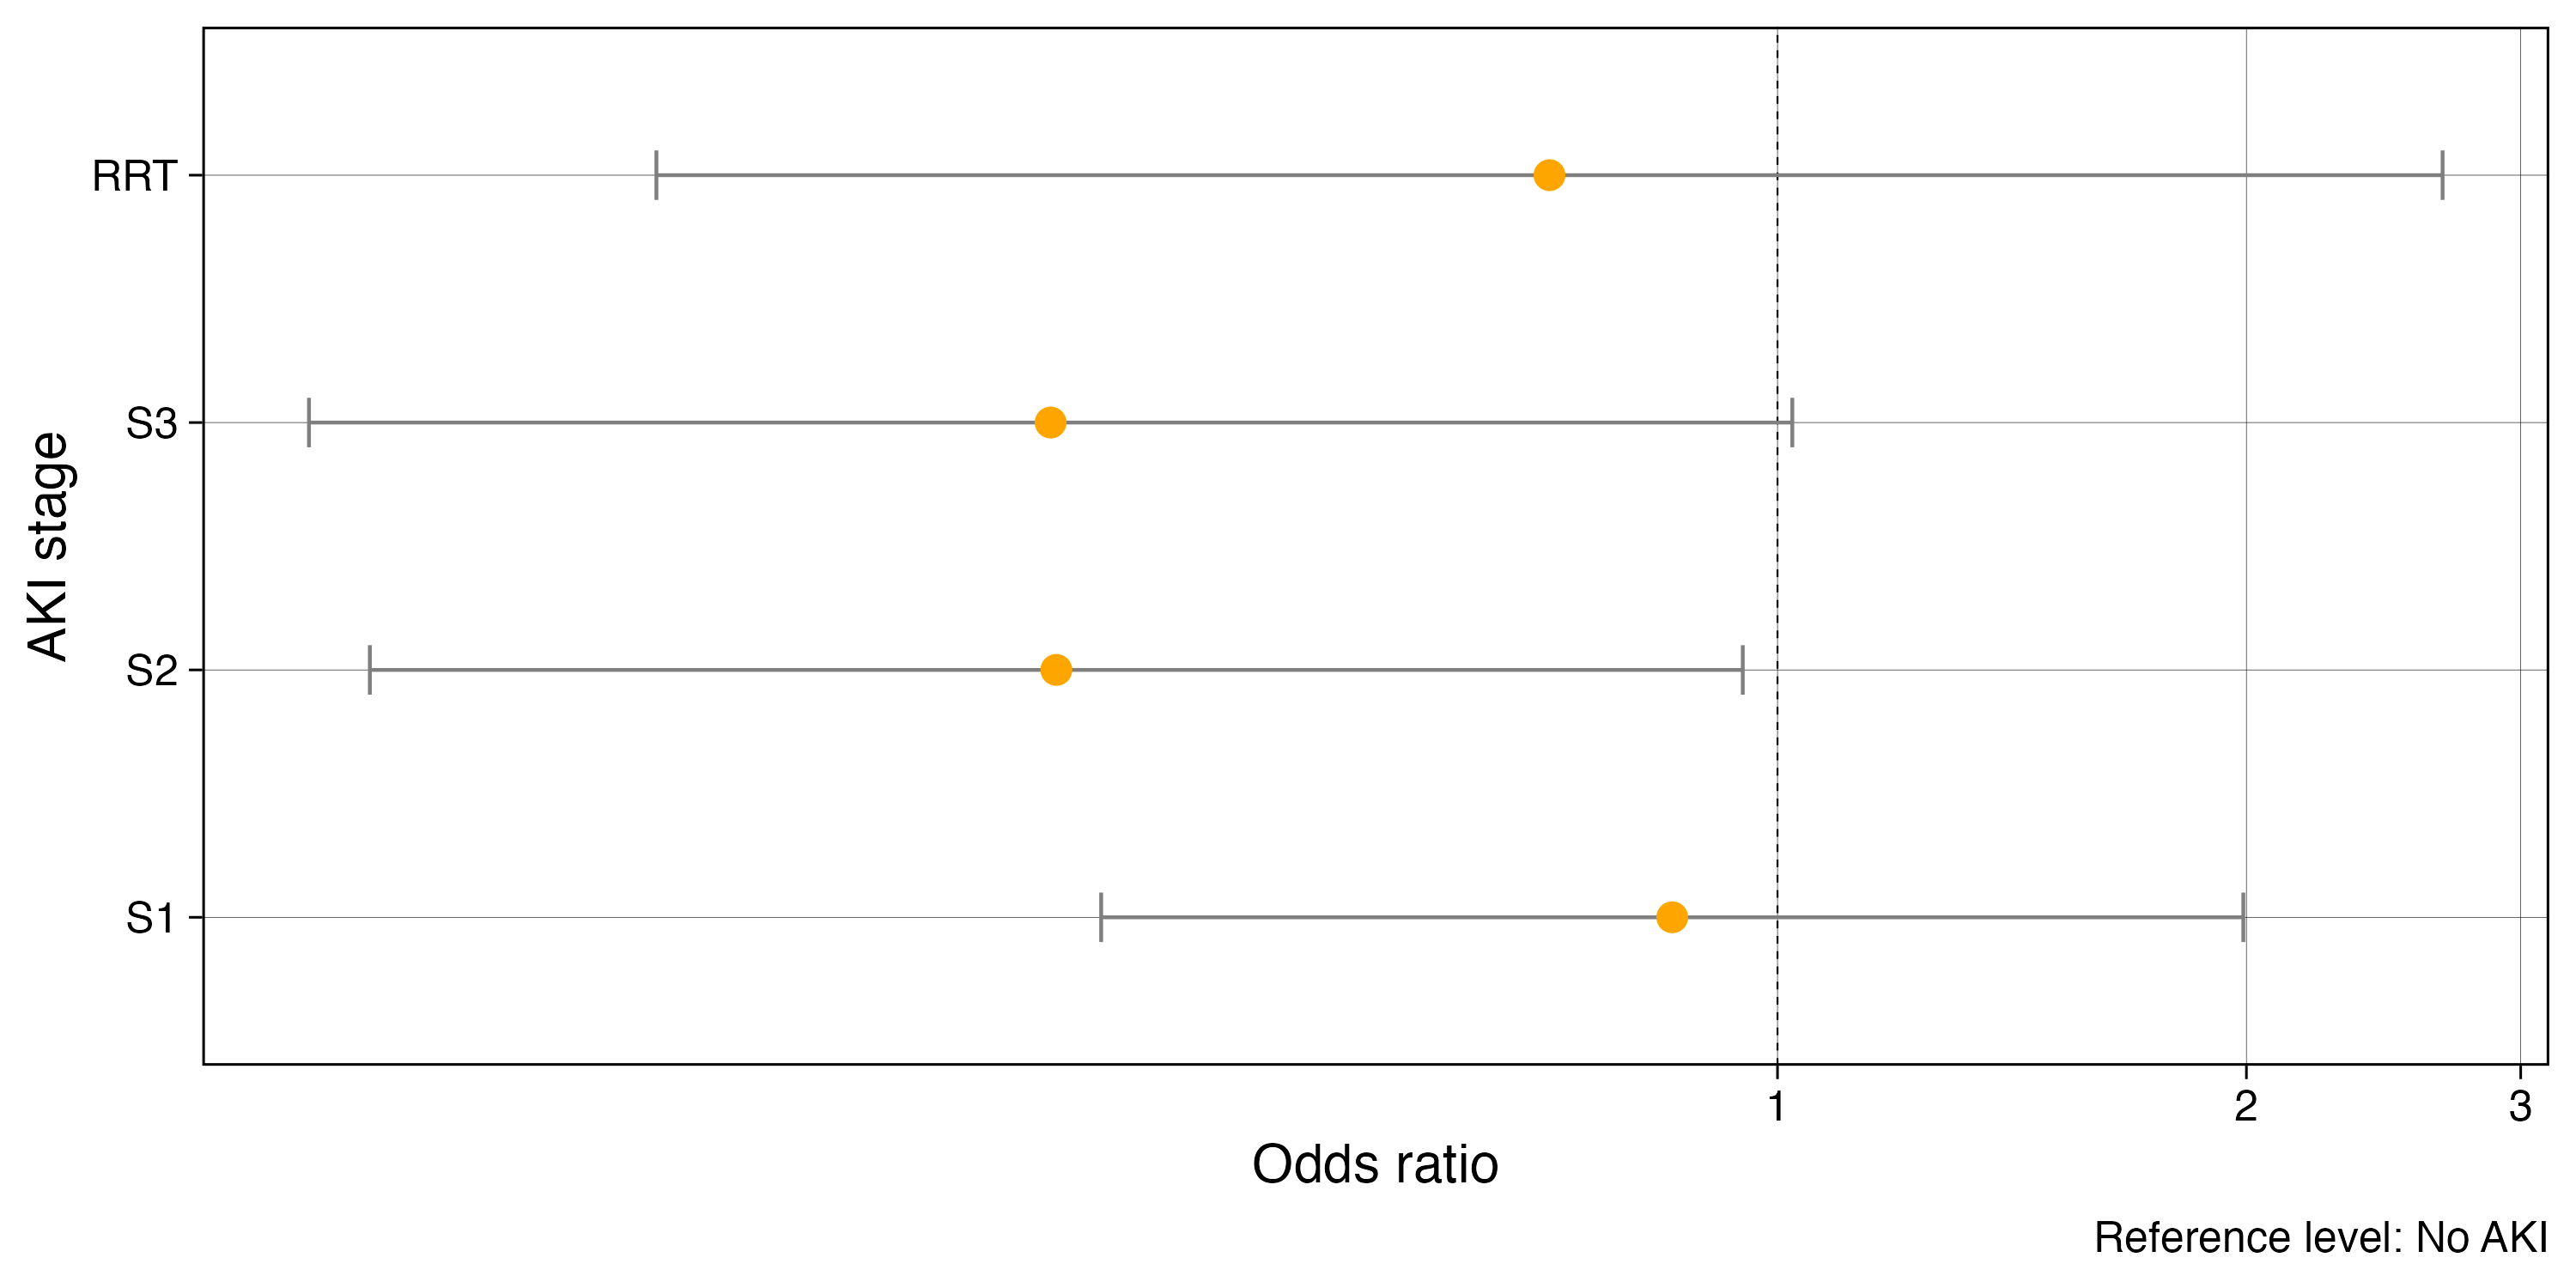 AKI stage
RRT
S3
S2
S1
1 2 3
Odds ratio
Reference level: No AKI